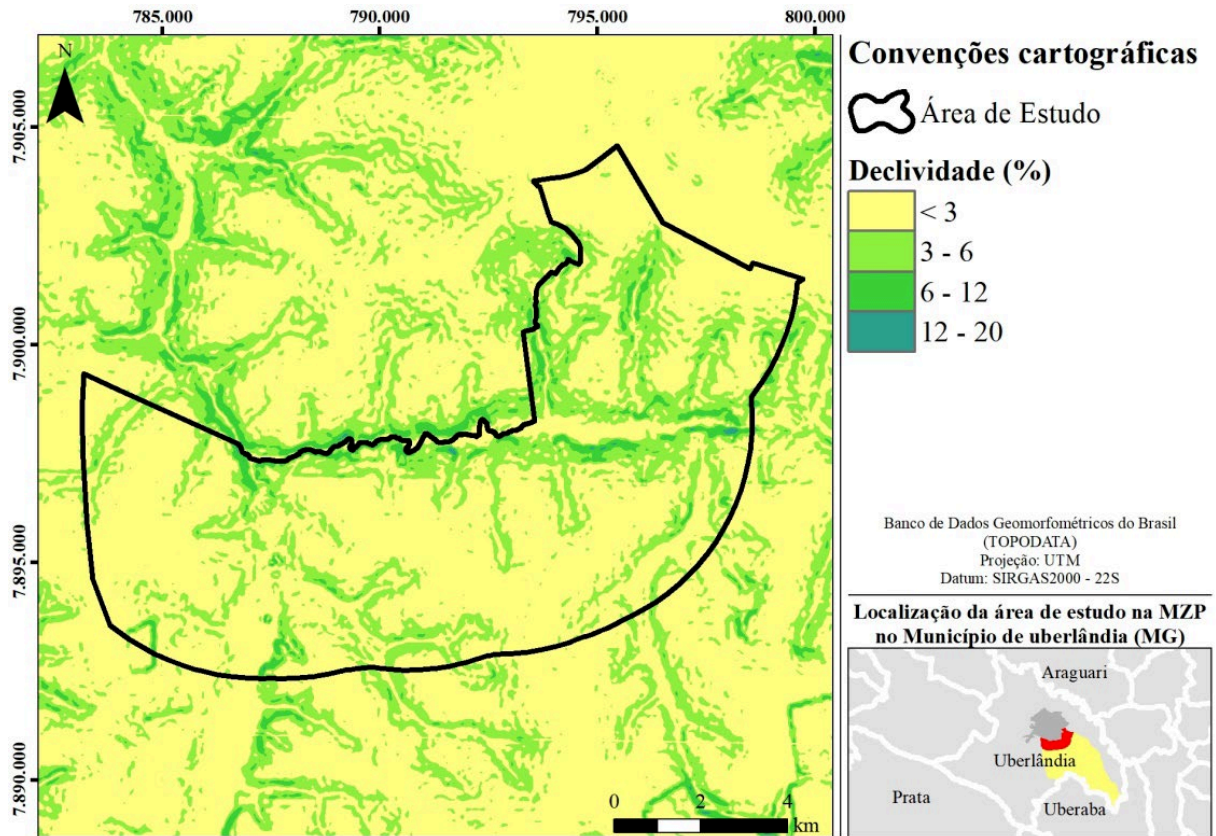 785.000 790.000 795.000 800.000
N
7.905.000
7.900.000
7.895.000
7.890.000
0 2 4
km
Convenções cartográficas
Área de Estudo
Declividade (%)
< 3
3 - 6
6 - 12
12 - 20
Banco de Dados Geomorfométricos do Brasil
(TOPODATA)
Projeção: UTM
Datum: SIRGAS2000 - 22S
Localização da área de estudo na MZP
no Município de uberlândia (MG)
Araguari
Uberlândia
Prata
Uberaba